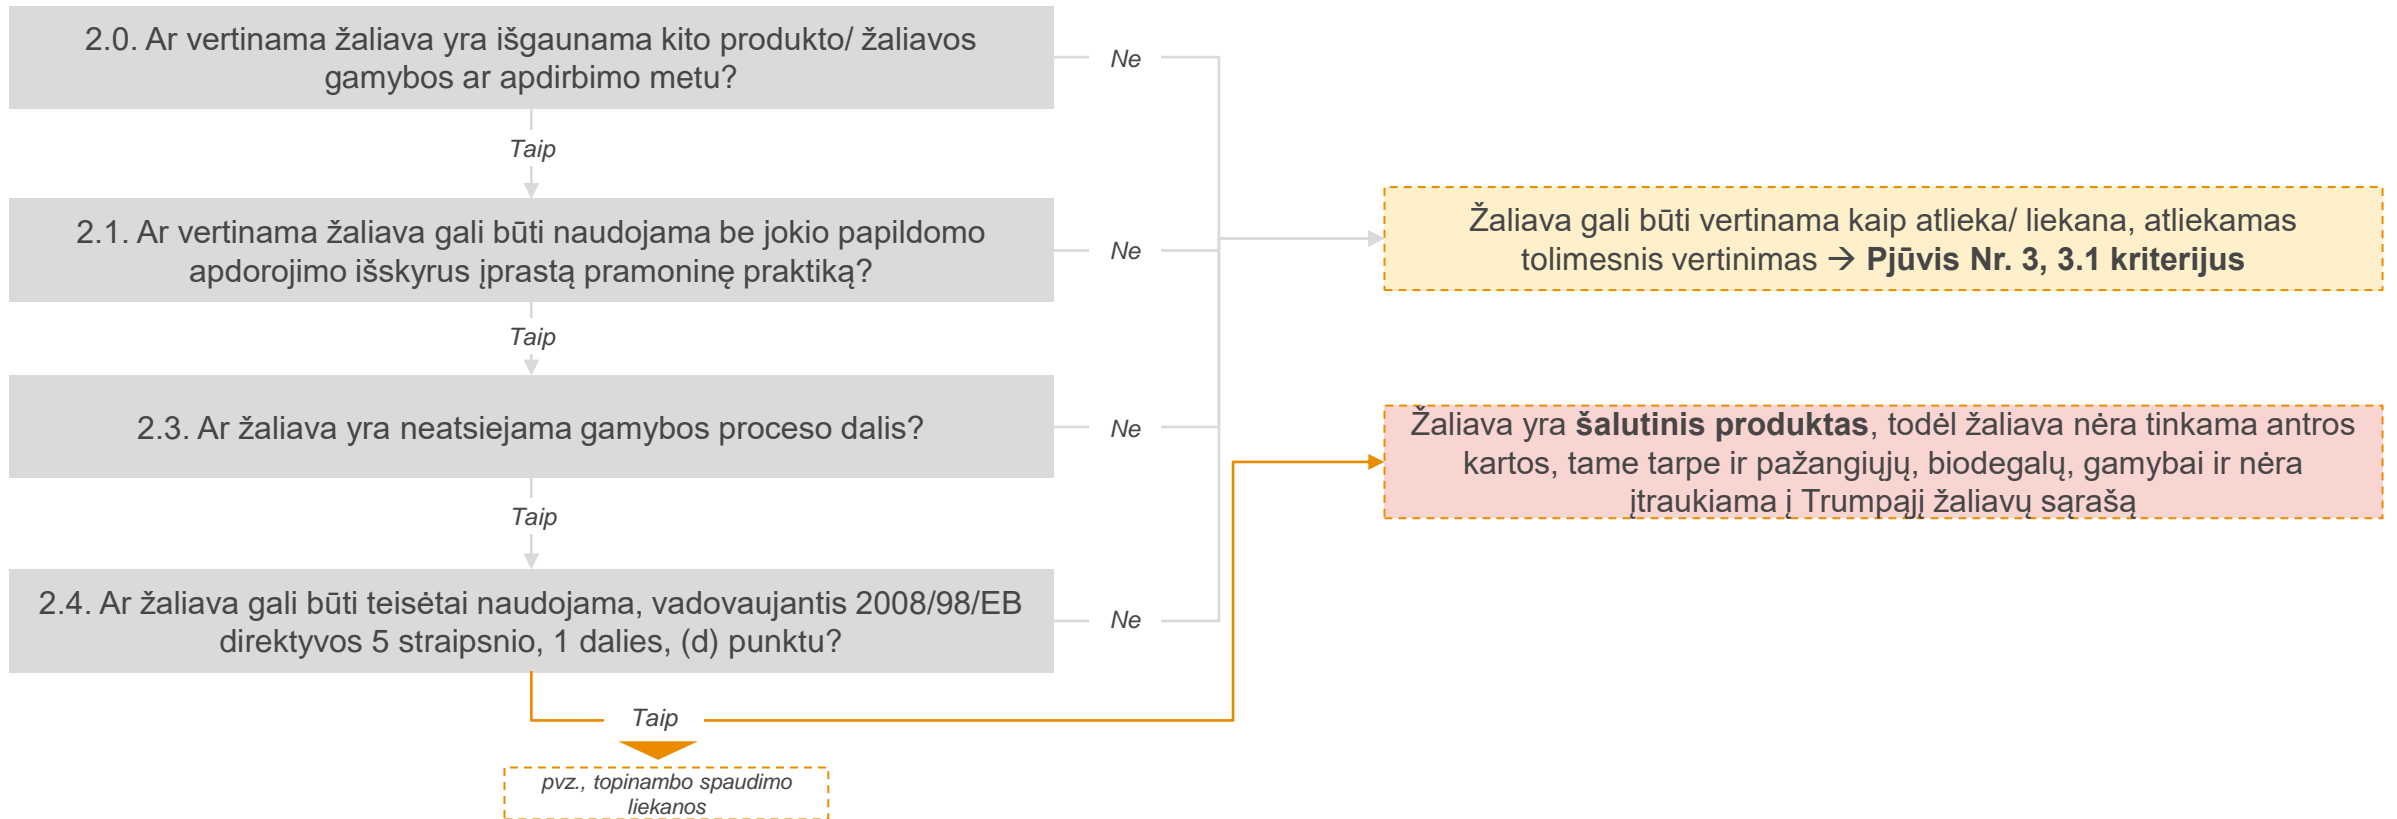 2.0. Ar vertinama žaliava yra išgaunama kito produkto/ žaliavos
gamybos ar apdirbimo metu?
Ne
Taip
2.1. Ar vertinama žaliava gali būti naudojama be jokio papildomo
apdorojimo išskyrus įprastą pramoninę praktiką?
Ne
Žaliava gali būti vertinama kaip atlieka/ liekana, atliekamas
tolimesnis vertinimas → Pjūvis Nr. 3, 3.1 kriterijus
Taip
2.3. Ar žaliava yra neatsiejama gamybos proceso dalis?
Ne
Žaliava yra šalutinis produktas, todėl žaliava nėra tinkama antros
kartos, tame tarpe ir pažangiųjų, biodegalų, gamybai ir nėra
įtraukiama į Trumpąjį žaliavų sąrašą
Taip
2.4. Ar žaliava gali būti teisėtai naudojama, vadovaujantis 2008/98/EB
direktyvos 5 straipsnio, 1 dalies, (d) punktu?
Ne
Taip
pvz., topinambo spaudimo
liekanos